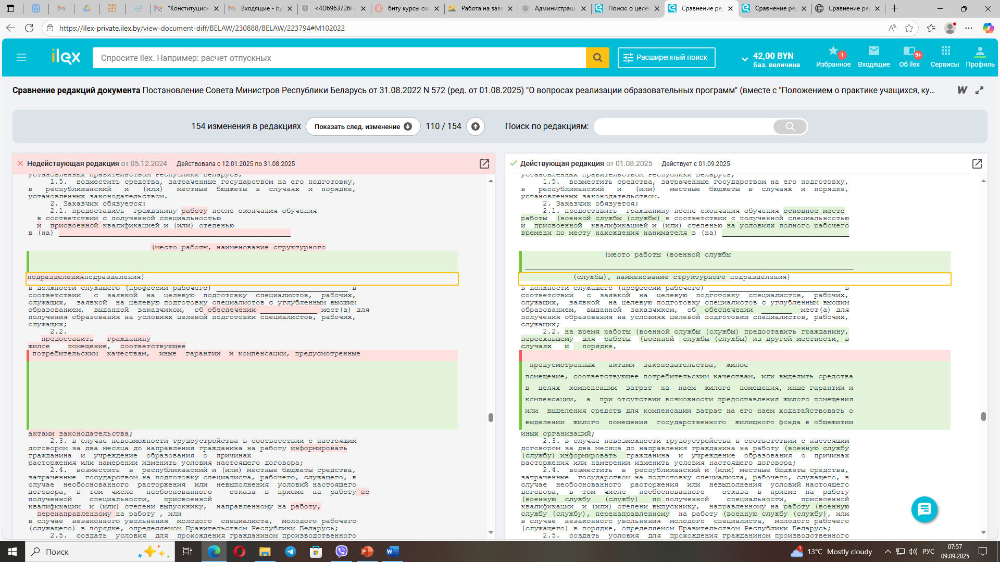 "Конституцион
Входящие - by
<4D6963726F7
бнту курсы см
Работа на заво
Администраци
Поиск: о целев
Сравнение ред
Сравнение ред
Сравнение ред
https://ilex-private.ilex.by/view-document-diff/BELAW/230888/BELAW/223794#M102022
ilex
Спросите ilex. Например: расчет отпускных
Расширенный поиск
42,00 BYN
Баз. величина
1
Избранное
Входящие
9+
Об ilex
Сервисы
Профиль
Сравнение редакций документа Постановление Совета Министров Республики Беларусь от 31.08.2022 N 572 (ред. от 01.08.2025) "О вопросах реализации образовательных программ" (вместе с "Положением о практике учащихся, ку...
W
154 изменения в редакциях
Показать след. изменение
110 / 154
Поиск по редакциям:
Недействующая редакция от 05.12.2024 Действовала с 12.01.2025 по 31.08.2025
установленных Правительством Республики Беларусь;
1.5. возместить средства, затраченные государством на его подготовку,
в республиканский и (или) местные бюджеты в случаях и порядке,
установленных законодательством.
2. Заказчик обязуется:
2.1. предоставить гражданину работу после окончания обучения
в соответствии с полученной специальностью
и присвоенной квалификацией и (или) степенью
в (на) ____
(место работы, наименование структурного
подразделенияподразделения)
в должности служащего (профессии рабочего) ____ в
соответствии с заявкой на целевую подготовку специалистов, рабочих,
служащих, заявкой на целевую подготовку специалистов с углубленным высшим
образованием, выданной заказчиком, об обеспечении ____ мест(а) для
получения образования на условиях целевой подготовки специалистов, рабочих,
служащих;
2.2.
предоставить гражданину
жилое помещение, соответствующее
потребительским качествам, иные гарантии и компенсации, предусмотренные
актами законодательства;
2.3. в случае невозможности трудоустройства в соответствии с настоящим
договором за два месяца до направления гражданина на работу информировать
гражданина и учреждение образования о причинах
расторжения или намерении изменить условия настоящего договора;
2.4. возместить в республиканский и (или) местные бюджеты средства,
затраченные государством на подготовку специалиста, рабочего, служащего, в
случае необоснованного расторжения или невыполнения условий настоящего
договора, в том числе необоснованного отказа в приеме на работу по
полученной специальности, присвоенной
квалификации и (или) степени выпускнику, направленному на работу,
перенаправленному на работу , или
в случае незаконного увольнения молодого специалиста, молодого рабочего
(служащего) в порядке, определяемом Правительством Республики Беларусь;
2.5. создать условия для прохождения гражданином производственного
Действующая редакция от 01.08.2025 Действует с 01.09.2025
установленных Правительством Республики Беларусь;
1.5. возместить средства, затраченные государством на его подготовку,
в республиканский и (или) местные бюджеты в случаях и порядке,
установленных законодательством.
2. Заказчик обязуется:
2.1. предоставить гражданину после окончания обучения основное место
работы (военной службы (службы) в соответствии с полученной специальностью
и присвоенной квалификацией и (или) степенью на условиях полного рабочего
времени по месту нахождения нанимателя в (на) ____
(место работы (военной службы
____
(службы), наименование структурного подразделения)
в должности служащего (профессии рабочего) ____ в
соответствии с заявкой на целевую подготовку специалистов, рабочих,
служащих, заявкой на целевую подготовку специалистов с углубленным высшим
образованием, выданной заказчиком, об обеспечении ____ мест(а) для
получения образования на условиях целевой подготовки специалистов, рабочих,
служащих;
2.2. на время работы (военной службы (службы) предоставить гражданину,
переехавшему для работы (военной службы (службы) из другой местности, в
случаях и порядке,
предусмотренных актами законодательства, жилое
помещение, соответствующее потребительским качествам, или выделить средства
в целях компенсации затрат на наем жилого помещения, иные гарантии и
компенсации, а при отсутствии возможности предоставления жилого помещения
или выделения средств для компенсации затрат на его наем ходатайствовать о
выделении жилого помещения государственного жилищного фонда в общежитии
иных организаций;
2.3. в случае невозможности трудоустройства в соответствии с настоящим
договором за два месяца до направления гражданина на работу (военную службу
(службу) информировать гражданина и учреждение образования о причинах
расторжения или намерении изменить условия настоящего договора;
2.4. возместить в республиканский и (или) местные бюджеты средства,
затраченные государством на подготовку специалиста, рабочего, служащего, в
случае необоснованного расторжения или невыполнения условий настоящего
договора, в том числе необоснованного отказа в приеме на работу
(военную службу (службу) по полученной специальности, присвоенной
квалификации и (или) степени выпускнику, направленному на работу (военную
службу (службу), перенаправленному на работу (военную службу (службу), или
в случае незаконного увольнения молодого специалиста, молодого рабочего
(служащего) в порядке, определяемом Правительством Республики Беларусь;
2.5. создать условия для прохождения гражданином производственного
Поиск
1
13°C Mostly cloudy
РУС
07:57
09.09.2025